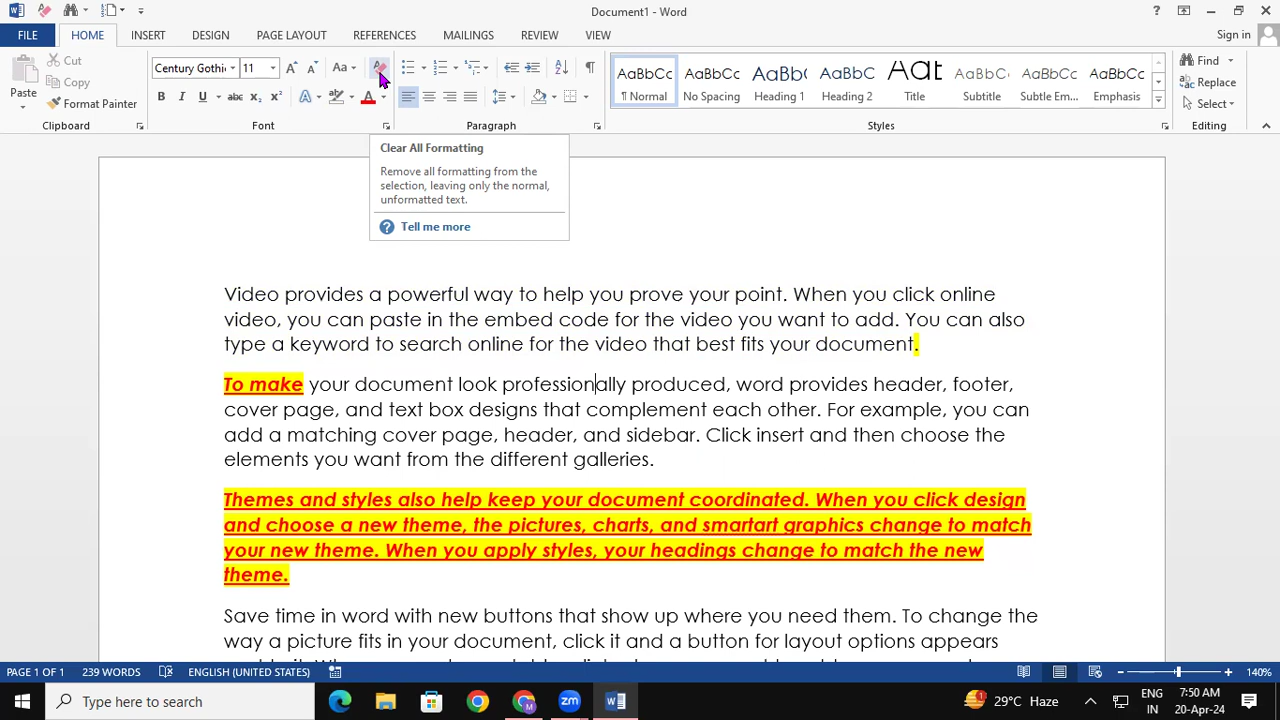 Document1 - Word
Sign in
FILE HOME INSERT DESIGN PAGE LAYOUT REFERENCES MAILINGS REVIEW VIEW
Paste
Cut
Copy
Format Painter
Clipboard
Century Gothi 11
Aa
Font
Paragraph
AaBbCc AaBbCc AaBbC AaBbCc AaBb AaBbCc AaBbCc AaBbCc
¶ Normal No Spacing Heading 1 Heading 2 Title Subtitle Subtle Em... Emphasis
Styles
Find
Replace
Select
Editing
Clear All Formatting
Remove all formatting from the
selection, leaving only the normal,
unformatted text.
Tell me more
Video provides a powerful way to help you prove your point. When you click online
video, you can paste in the embed code for the video you want to add. You can also
type a keyword to search online for the video that best fits your document.
To make your document look professionally produced, word provides header, footer,
cover page, and text box designs that complement each other. For example, you can
add a matching cover page, header, and sidebar. Click insert and then choose the
elements you want from the different galleries.
Themes and styles also help keep your document coordinated. When you click design
and choose a new theme, the pictures, charts, and smartart graphics change to match
your new theme. When you apply styles, your headings change to match the new
theme.
Save time in word with new buttons that show up where you need them. To change the
way a picture fits in your document, click it and a button for layout options appears
PAGE 1 OF 1 239 WORDS ENGLISH (UNITED STATES) 140%
Type here to search
29°C Haze
ENG
IN
7:50 AM
20-Apr-24